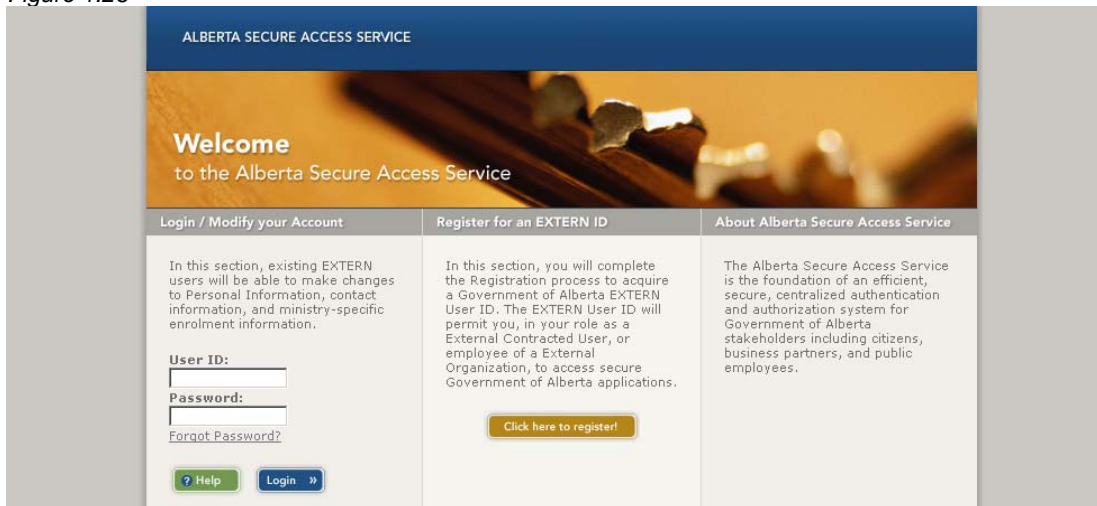 ALBERTA SECURE ACCESS SERVICE
Welcome
to the Alberta Secure Access Service
Login / Modify your Account
In this section, existing EXTERN
users will be able to make changes
to Personal Information, contact
information, and ministry-specific
enrolment information.
User ID:
Password:
Forgot Password?
? Help
Login »
Register for an EXTERN ID
In this section, you will complete
the Registration process to acquire
a Government of Alberta EXTERN
User ID. The EXTERN User ID will
permit you, in your role as a
External Contracted User, or
employee of a External
Organization, to access secure
Government of Alberta applications.
Click here to register!
About Alberta Secure Access Service
The Alberta Secure Access Service
is the foundation of an efficient,
secure, centralized authentication
and authorization system for
Government of Alberta
stakeholders including citizens,
business partners, and public
employees.